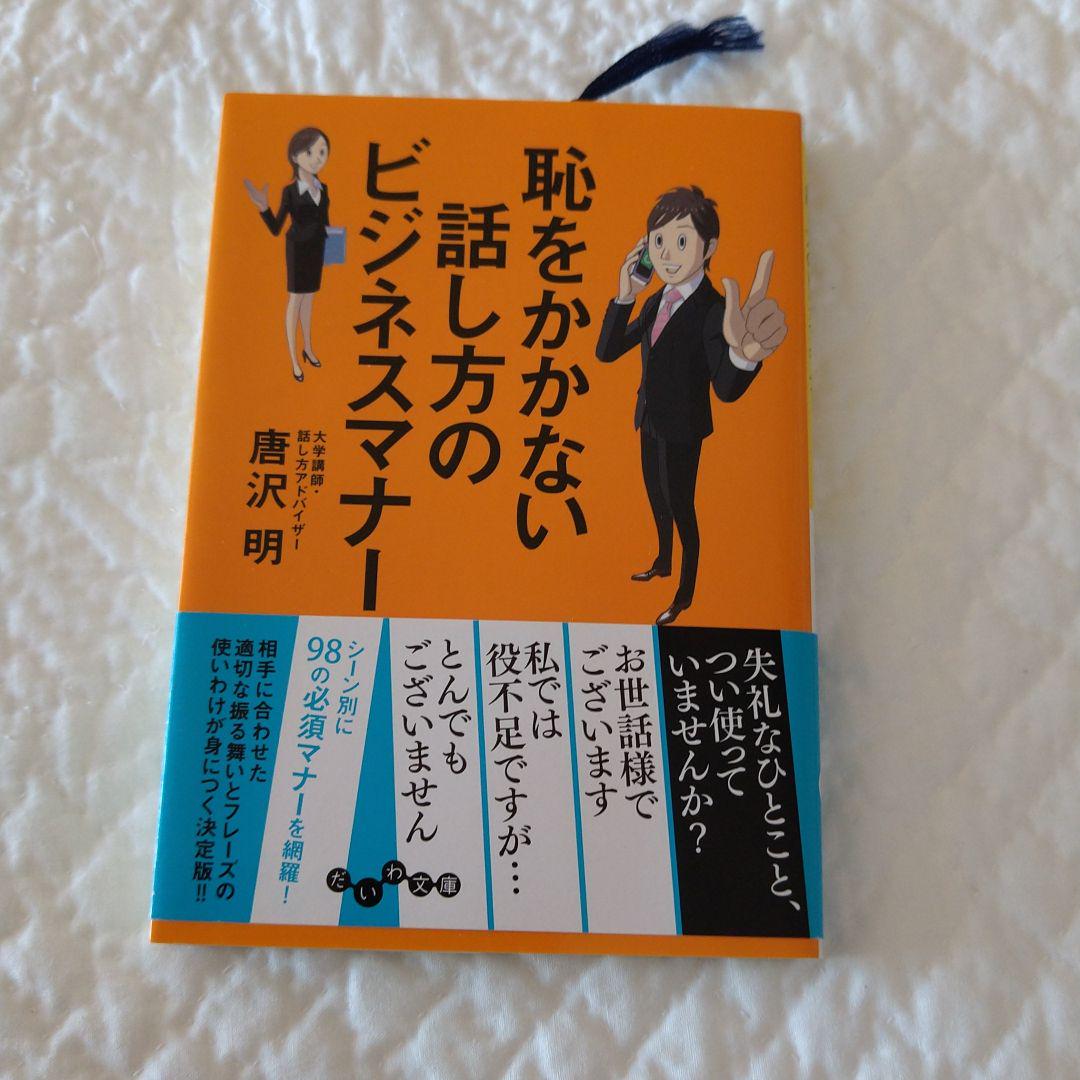 恥をかかない
話し方の
ビジネスマナー
大学講師・
話し方アドバイザー
唐沢 明
失礼なひとこと、
つい使って
いませんか?
お世話様で
ございます
私では
役不足ですが…
とんでも
ございません
シーン別に
98の必須マナーを網羅!
相手に合わせた
適切な振る舞いとフレーズの
使いわけが身につく決定版!!
だいわ文庫